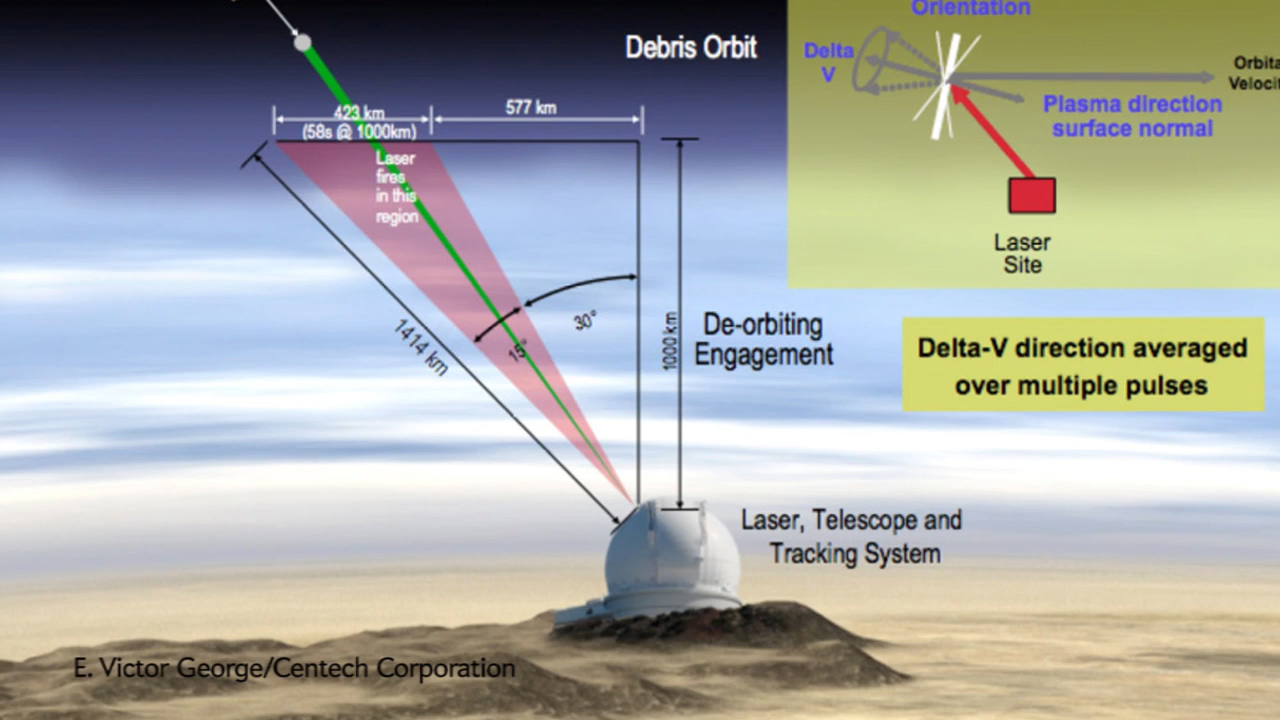 Orientation
Debris Orbit
Delta
V
Orbita
Velocit
Plasma direction
surface normal
423 km
(58s @ 1000km)
577 km
Laser
fires
in this
region
Laser
Site
30°
15°
1414 km
1000 km
De-orbiting
Engagement
Delta-V direction averaged
over multiple pulses
Laser, Telescope and
Tracking System
E. Victor George/Centech Corporation